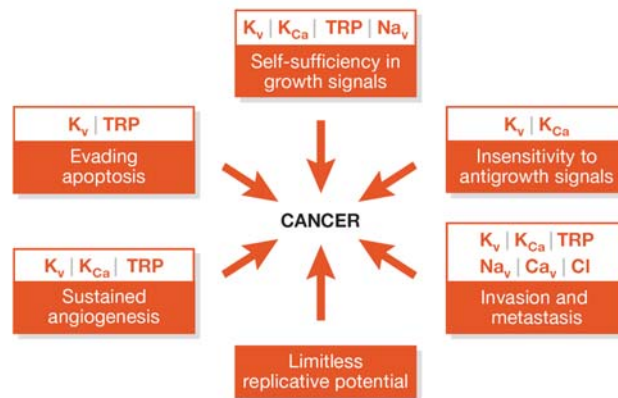 Kv | KCa | TRP | Nav
Self-sufficiency in
growth signals
Kv | TRP
Evading
apoptosis
Kv | KCa
Insensitivity to
antigrowth signals
CANCER
Kv | KCa | TRP
Sustained
angiogenesis
Kv | KCa | TRP
Nav | Cav | Cl
Invasion and
metastasis
Limitless
replicative potential